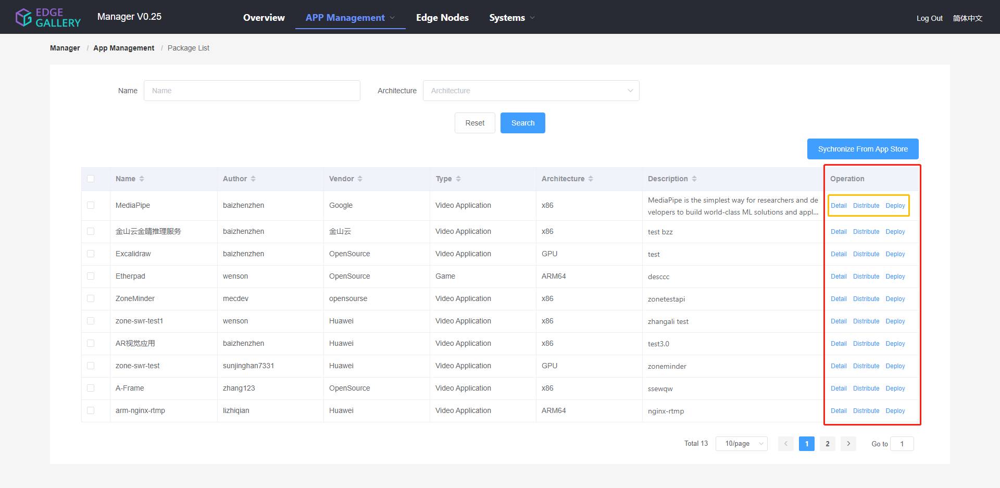 EDGE
GALLERY
Manager V0.25
Overview
APP Management
Edge Nodes
Systems
Log Out
简体中文
Manager / App Management / Package List
Name
Name
Architecture
Architecture
Reset
Search
Sychronize From App Store
Name Author Vendor Type Architecture Description Operation
MediaPipe baizhenzhen Google Video Application x86 MediaPipe is the simplest way for researchers and de
velopers to build world-class ML solutions and appl... Detail Distribute Deploy
金山云金睛推理服务 baizhenzhen 金山云 Video Application x86 test bzz Detail Distribute Deploy
Excalidraw baizhenzhen OpenSource Video Application GPU test Detail Distribute Deploy
Etherpad wenson OpenSource Game ARM64 desccc Detail Distribute Deploy
ZoneMinder mecdev opensourse Video Application x86 zonetestapi Detail Distribute Deploy
zone-swr-test1 wenson Huawei Video Application x86 zhangali test Detail Distribute Deploy
AR视觉应用 baizhenzhen Huawei Video Application x86 test3.0 Detail Distribute Deploy
zone-swr-test sunjinghan7331 Huawei Video Application GPU zoneminder Detail Distribute Deploy
A-Frame zhang123 OpenSource Video Application x86 ssewqw Detail Distribute Deploy
arm-nginx-rtmp lizhiqian Huawei Video Application ARM64 nginx-rtmp Detail Distribute Deploy
Total 13 10/page < 1 2 > Go to 1